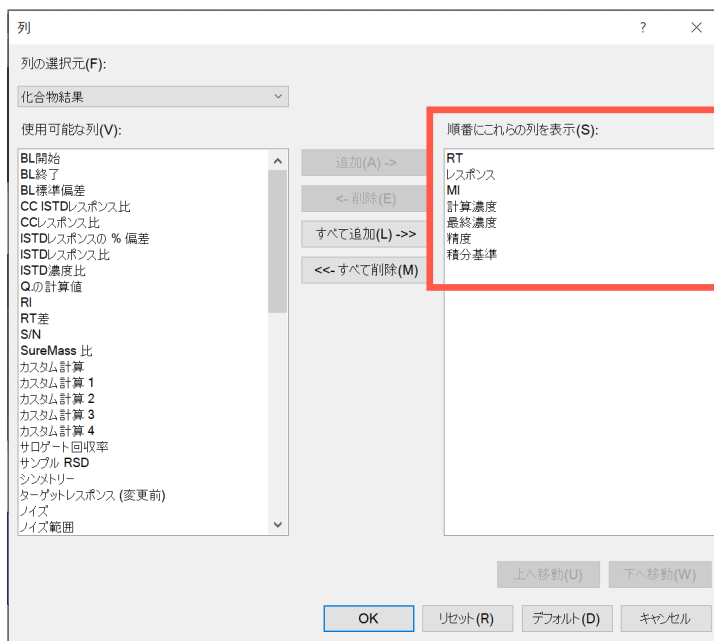 列
?
×
列の選択元(F):
化合物結果
使用可能な列(V):
BL開始
BL終了
BL標準偏差
CC ISTDレスポンス比
CCレスポンス比
ISTDレスポンスの % 偏差
ISTDレスポンス比
ISTD濃度比
Q.の計算値
RI
RT差
S/N
SureMass 比
カスタム計算
カスタム計算 1
カスタム計算 2
カスタム計算 3
カスタム計算 4
サロゲート回収率
サンプル RSD
シンメトリー
ターゲットレスポンス (変更前)
ノイズ
ノイズ範囲
追加(A) ->
<- 削除(E)
すべて追加(L) ->>
<<- すべて削除(M)
順番にこれらの列を表示(S):
RT
レスポンス
MI
計算濃度
最終濃度
精度
積分基準
上へ移動(U)
下へ移動(W)
OK
リセット(R)
デフォルト(D)
キャンセル